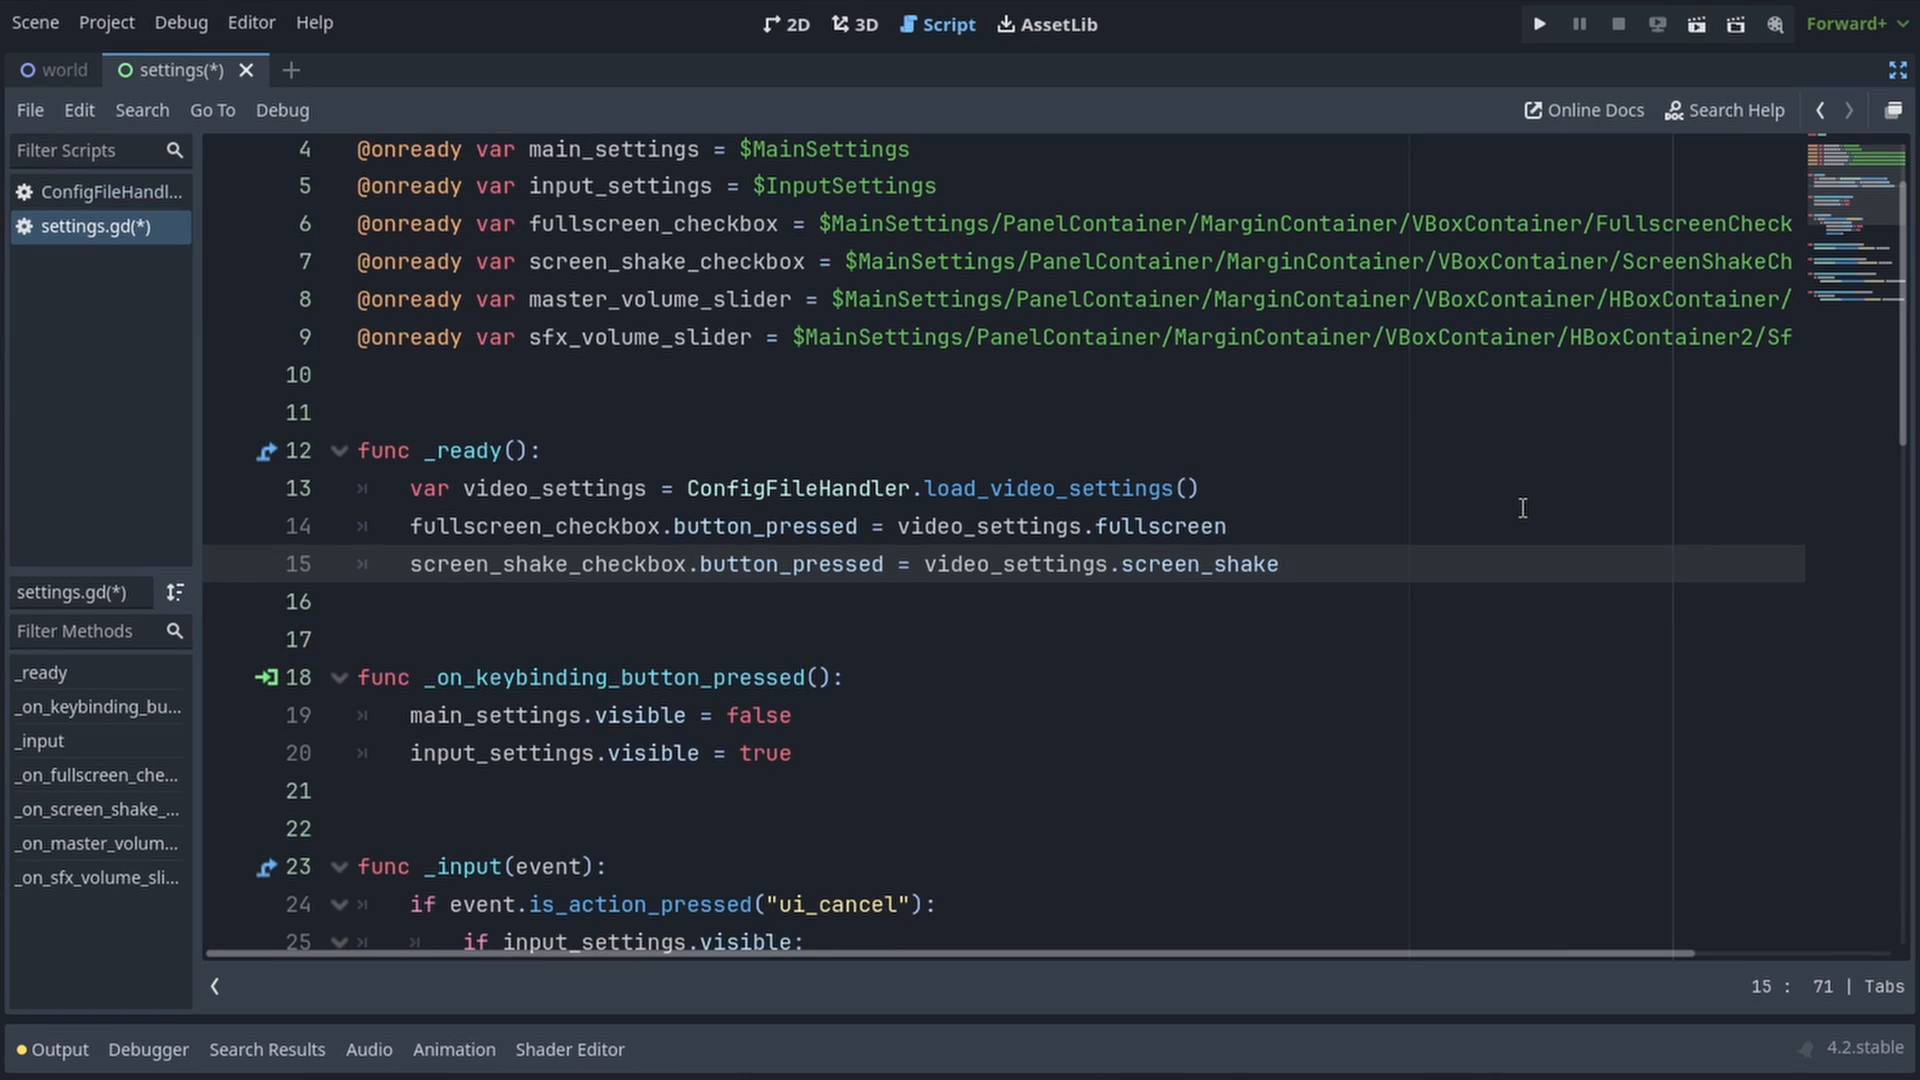 Scene Project Debug Editor Help 2D 3D Script AssetLib Forward+
world settings(*)
File Edit Search Go To Debug Online Docs Search Help
Filter Scripts
ConfigFileHandl...
settings.gd(*)
settings.gd(*)
Filter Methods
_ready
_on_keybinding_bu...
_input
_on_fullscreen_che...
_on_screen_shake_...
_on_master_volum...
_on_sfx_volume_sli...
4 @onready var main_settings = $MainSettings
5 @onready var input_settings = $InputSettings
6 @onready var fullscreen_checkbox = $MainSettings/PanelContainer/MarginContainer/VBoxContainer/FullscreenCheck
7 @onready var screen_shake_checkbox = $MainSettings/PanelContainer/MarginContainer/VBoxContainer/ScreenShakeCh
8 @onready var master_volume_slider = $MainSettings/PanelContainer/MarginContainer/VBoxContainer/HBoxContainer/
9 @onready var sfx_volume_slider = $MainSettings/PanelContainer/MarginContainer/VBoxContainer/HBoxContainer2/Sf
10
11
12 func _ready():
13 var video_settings = ConfigFileHandler.load_video_settings()
14 fullscreen_checkbox.button_pressed = video_settings.fullscreen
15 screen_shake_checkbox.button_pressed = video_settings.screen_shake
16
17
18 func _on_keybinding_button_pressed():
19 main_settings.visible = false
20 input_settings.visible = true
21
22
23 func _input(event):
24 if event.is_action_pressed("ui_cancel"):
25 if input_settings.visible:
15 : 71 | Tabs
Output Debugger Search Results Audio Animation Shader Editor 4.2.stable